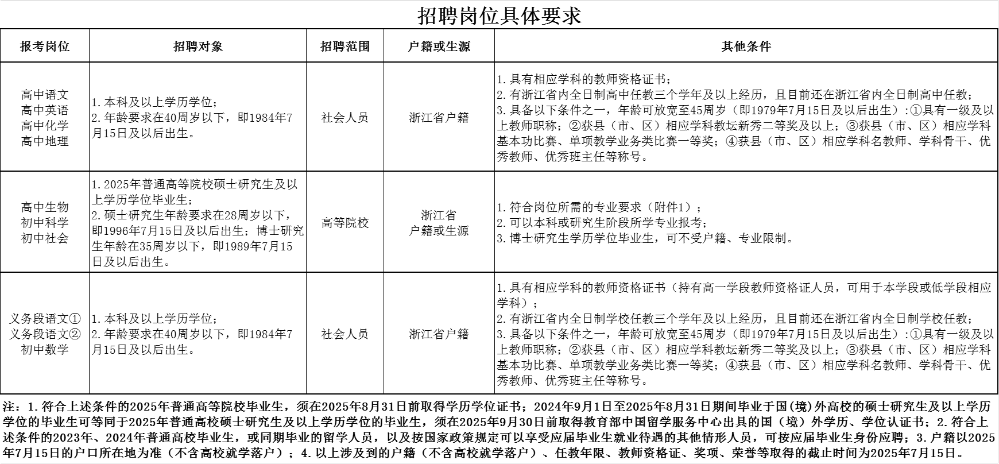 招聘岗位具体要求
报考岗位
招聘对象
招聘范围
户籍或生源
其他条件
高中语文
高中英语
高中化学
高中地理
1.本科及以上学历学位；
2.年龄要求在40周岁以下，即1984年7
月15日及以后出生。
社会人员
浙江省户籍
1.具有相应学科的教师资格证书；
2.有浙江省内全日制高中任教三个学年及以上经历，且目前还在浙江省内全日制高中任教；
3.具备以下条件之一，年龄可放宽至45周岁（即1979年7月15日及以后出生）:①具有一级及以
上教师职称；②获县（市、区）相应学科教坛新秀二等奖及以上；③获县（市、区）相应学科
基本功比赛、单项教学业务类比赛一等奖；④获县（市、区）相应学科名教师、学科骨干、优
秀教师、优秀班主任等称号。
高中生物
初中科学
初中社会
1.2025年普通高等院校硕士研究生及以
上学历学位毕业生；
2.硕士研究生年龄要求在28周岁以下，
即1996年7月15日及以后出生；博士研究
生年龄在35周岁以下，即1989年7月15
日及以后出生。
高等院校
浙江省
户籍或生源
1.符合岗位所需的专业要求（附件1）；
2.可以本科或研究生阶段所学专业报考；
3.博士研究生学历学位毕业生，可不受户籍、专业限制。
义务段语文①
义务段语文②
初中数学
1.本科及以上学历学位；
2.年龄要求在40周岁以下，即1984年7
月15日及以后出生。
社会人员
浙江省户籍
1.具有相应学科的教师资格证书（持有高一学段教师资格证人员，可用于本学段或低学段相应
学科）；
2.有浙江省内全日制学校任教三个学年及以上经历，且目前还在浙江省内全日制学校任教；
3.具备以下条件之一，年龄可放宽至45周岁（即1979年7月15日及以后出生）:①具有一级及以
上教师职称；②获县（市、区）相应学科教坛新秀二等奖及以上；③获县（市、区）相应学科
基本功比赛、单项教学业务类比赛一等奖；④获县（市、区）相应学科名教师、学科骨干、优
秀教师、优秀班主任等称号。
注：1.符合上述条件的2025年普通高等院校毕业生，须在2025年8月31日前取得学历学位证书；2024年9月1日至2025年8月31日期间毕业于国(境)外高校的硕士研究生及以上学历
学位的毕业生可等同于2025年普通高校硕士研究生及以上学历学位的毕业生，须在2025年9月30日前取得教育部中国留学服务中心出具的国（境）外学历、学位认证书；2.符合上
述条件的2023年、2024年普通高校毕业生，或同期毕业的留学人员，以及按国家政策规定可以享受应届毕业生就业待遇的其他情形人员，可按应届毕业生身份应聘；3.户籍以2025
年7月15日的户口所在地为准（不含高校就学落户）；4.以上涉及到的户籍（不含高校就学落户）、任教年限、教师资格证、奖项、荣誉等取得的截止时间为2025年7月15日。